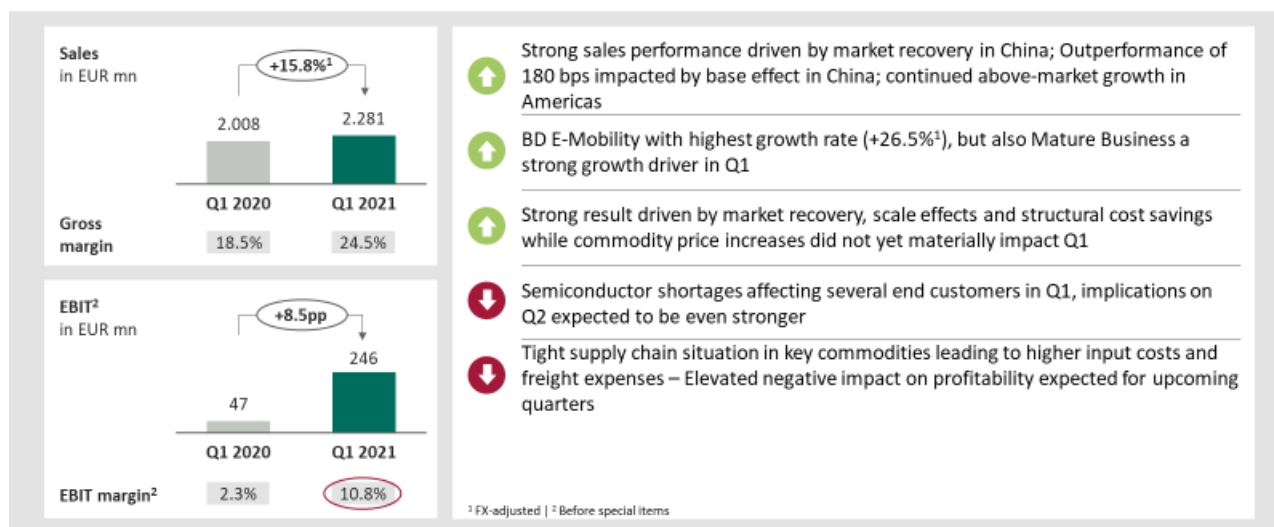 Sales
in EUR mn
+15.8%¹
2.008
2.281
Q1 2020
Q1 2021
Gross
margin
18.5%
24.5%
EBIT²
in EUR mn
+8.5pp
47
246
Q1 2020
Q1 2021
EBIT margin²
2.3%
10.8%
Strong sales performance driven by market recovery in China; Outperformance of
180 bps impacted by base effect in China; continued above-market growth in
Americas
BD E-Mobility with highest growth rate (+26.5%¹), but also Mature Business a
strong growth driver in Q1
Strong result driven by market recovery, scale effects and structural cost savings
while commodity price increases did not yet materially impact Q1
Semiconductor shortages affecting several end customers in Q1, implications on
Q2 expected to be even stronger
Tight supply chain situation in key commodities leading to higher input costs and
freight expenses – Elevated negative impact on profitability expected for upcoming
quarters
¹ FX-adjusted | ² Before special items